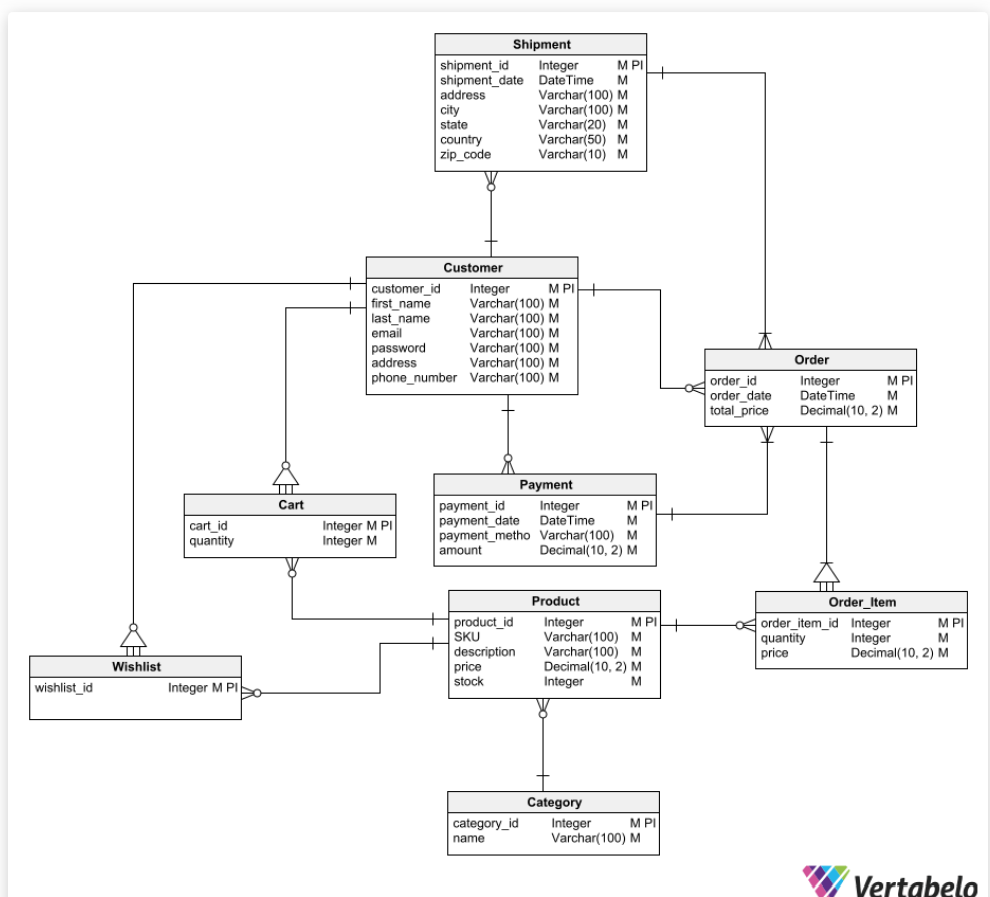 Shipment
shipment_id Integer M PI
shipment_date DateTime M
address Varchar(100) M
city Varchar(100) M
state Varchar(20) M
country Varchar(50) M
zip_code Varchar(10) M
Customer
customer_id Integer M PI
first_name Varchar(100) M
last_name Varchar(100) M
email Varchar(100) M
password Varchar(100) M
address Varchar(100) M
phone_number Varchar(100) M
Order
order_id Integer M PI
order_date DateTime M
total_price Decimal(10, 2) M
Cart
cart_id Integer M PI
quantity Integer M
Payment
payment_id Integer M PI
payment_date DateTime M
payment_metho Varchar(100) M
amount Decimal(10, 2) M
Product
product_id Integer M PI
SKU Varchar(100) M
description Varchar(100) M
price Decimal(10, 2) M
stock Integer M
Order_Item
order_item_id Integer M PI
quantity Integer M
price Decimal(10, 2) M
Wishlist
wishlist_id Integer M PI
Category
category_id Integer M PI
name Varchar(100) M
Vertabelo